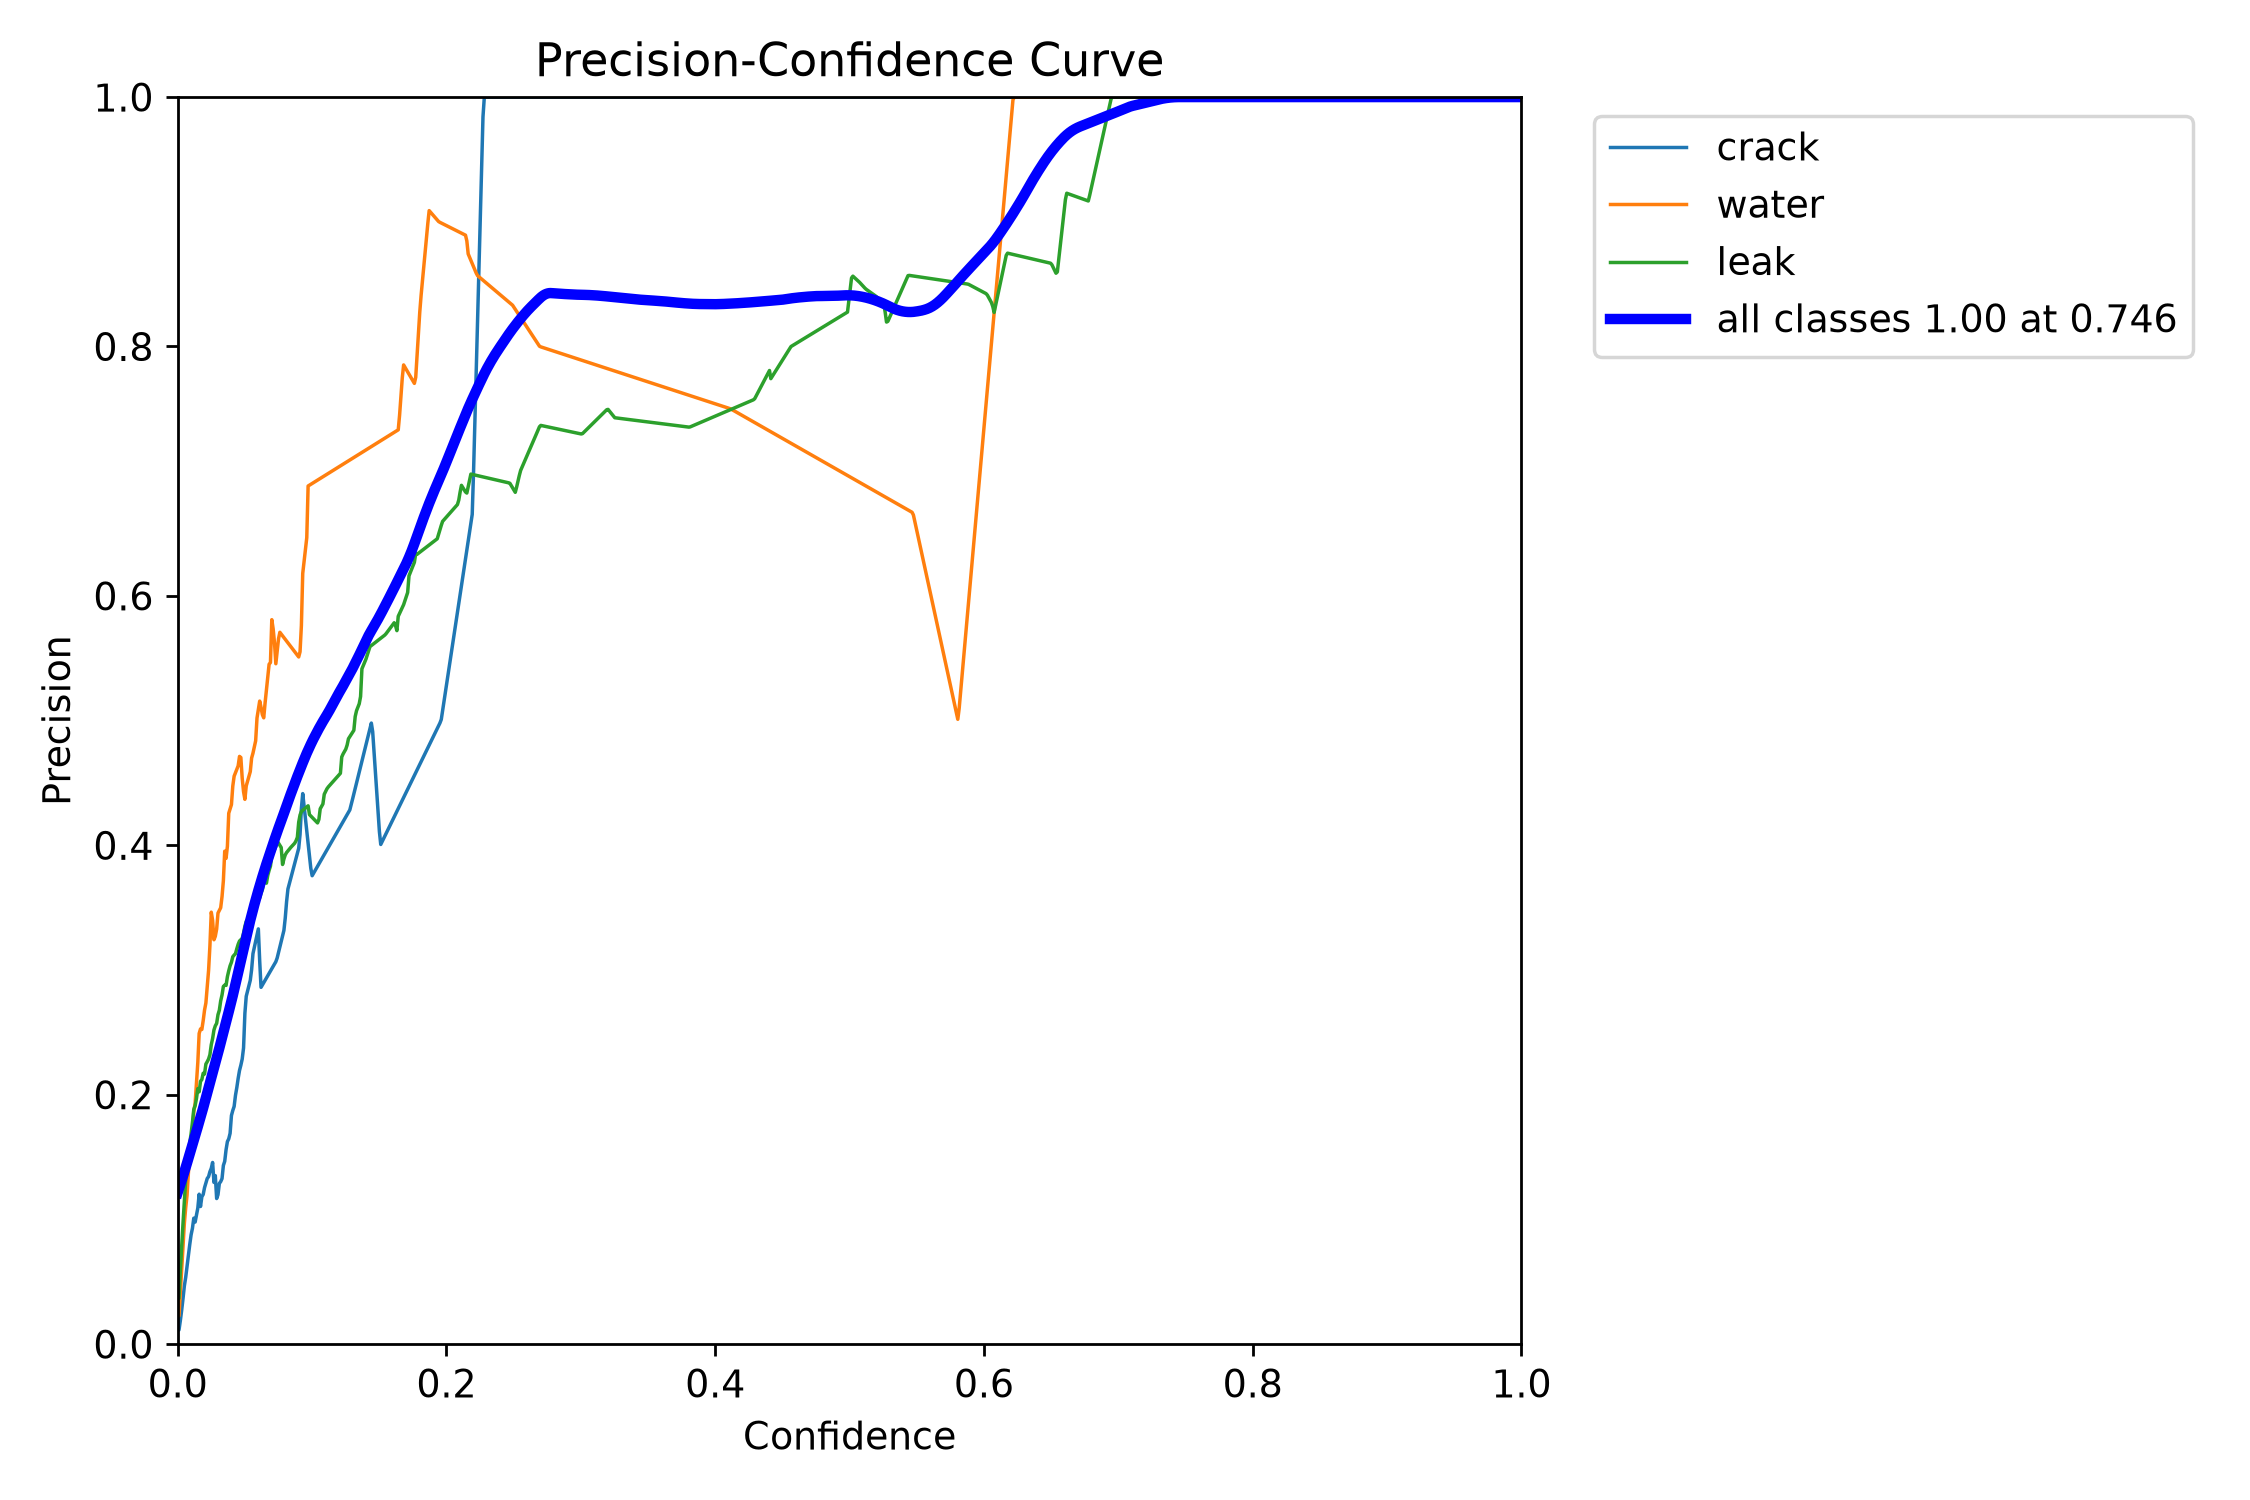 Precision-Confidence Curve
1.0
0.8
0.6
0.4
0.2
0.0
Precision
0.0 0.2 0.4 0.6 0.8 1.0
Confidence
crack
water
leak
all classes 1.00 at 0.746